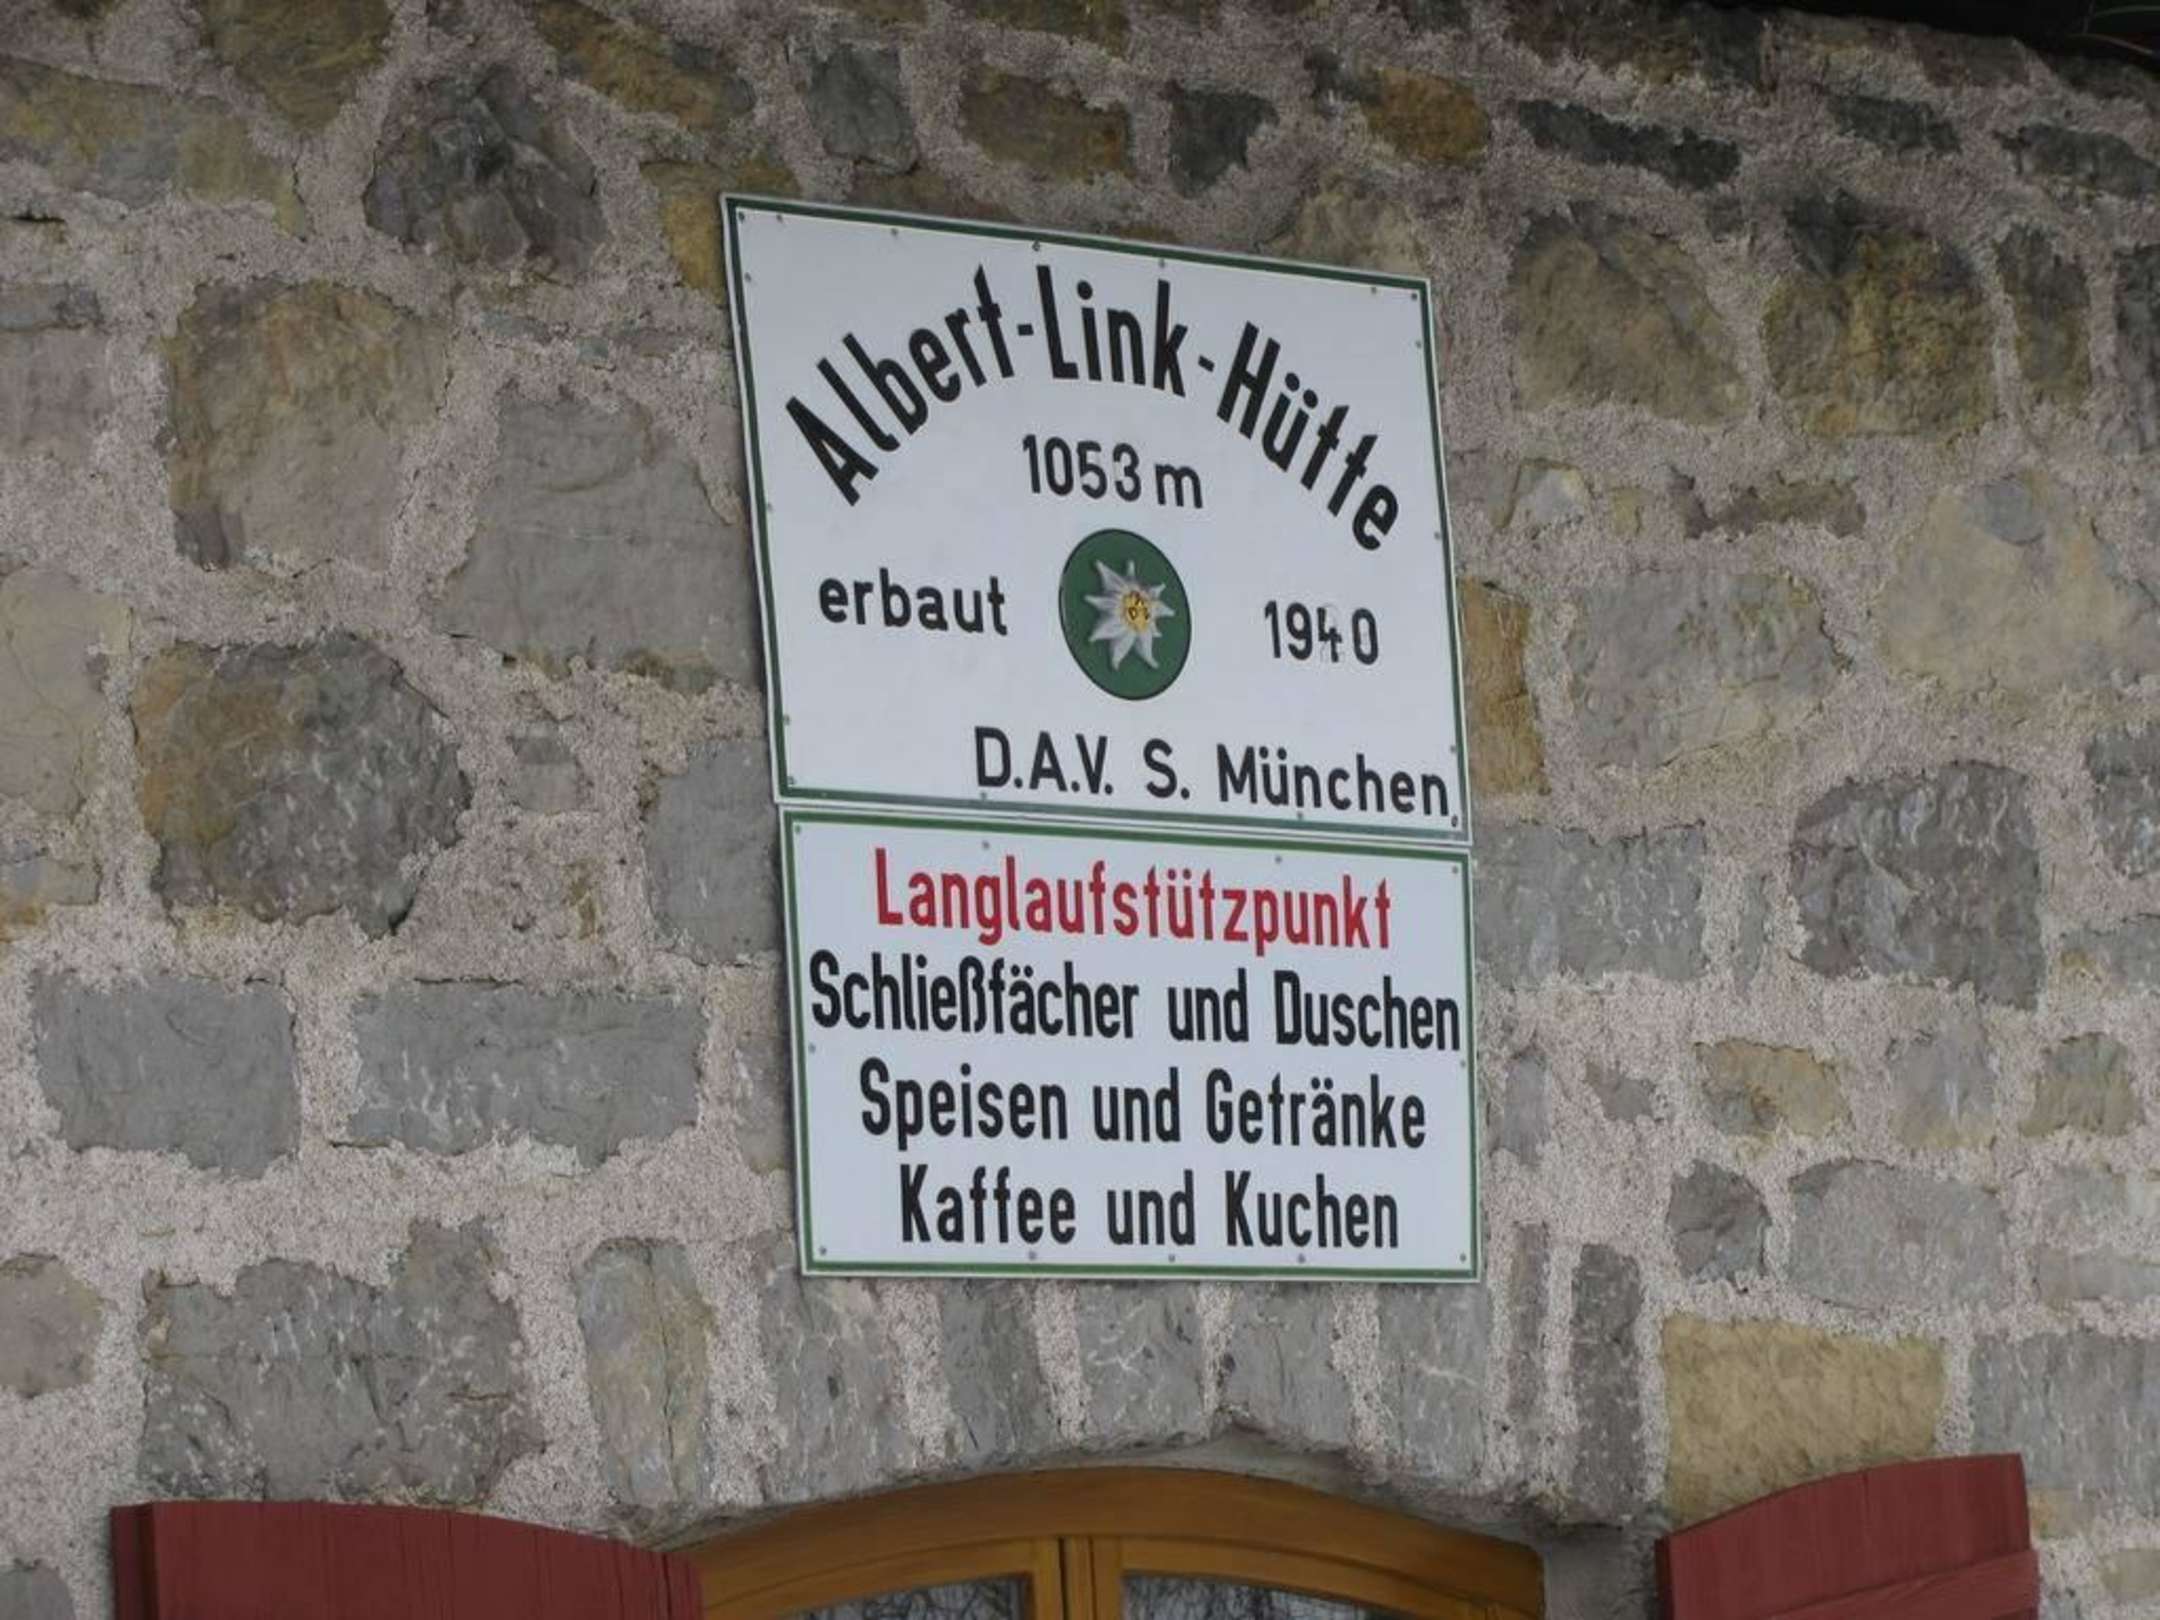 Albert-Link-Hütte
1053 m
erbaut 1940
D.A.V. S. München
Langlaufstützpunkt
Schließfächer und Duschen
Speisen und Getränke
Kaffee und Kuchen